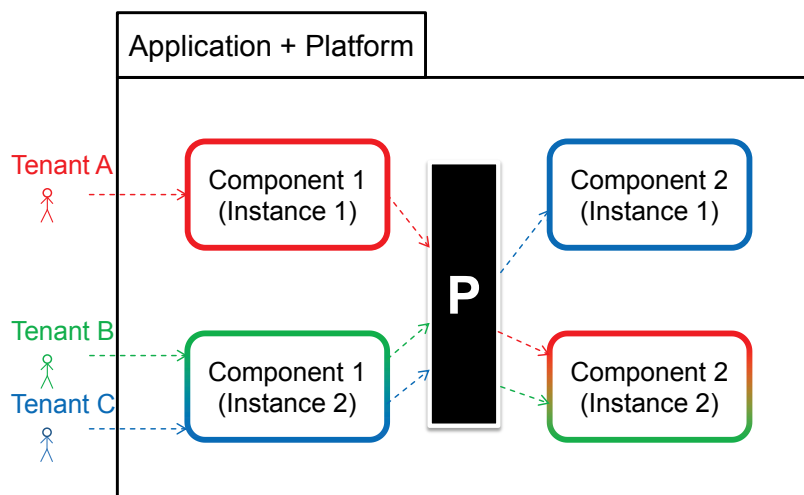 Application + Platform
Tenant A
Component 1
(Instance 1)
Component 2
(Instance 1)
P
Tenant B
Component 1
(Instance 2)
Component 2
(Instance 2)
Tenant C